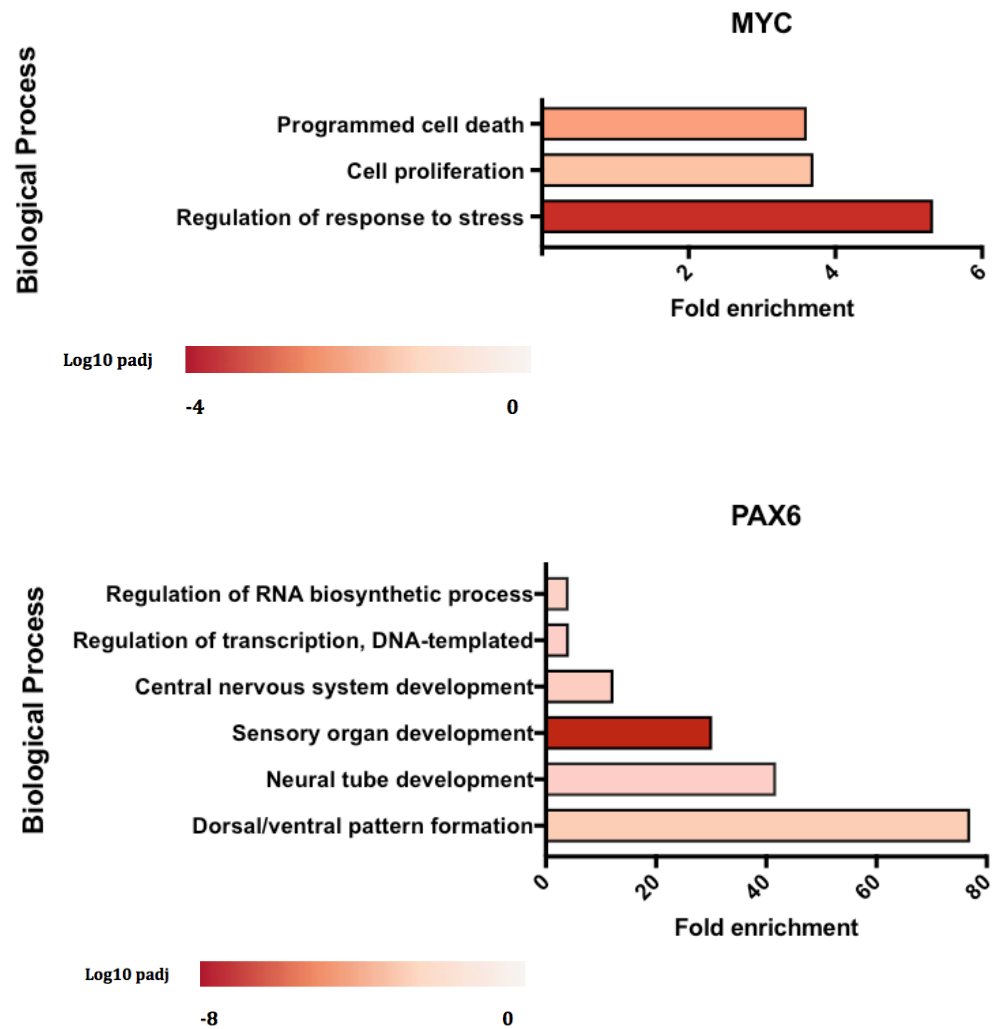 MYC
Biological Process
Programmed cell death
Cell proliferation
Regulation of response to stress
2 4 6
Fold enrichment
Log10 padj
-4 0
PAX6
Biological Process
Regulation of RNA biosynthetic process
Regulation of transcription, DNA-templated
Central nervous system development
Sensory organ development
Neural tube development
Dorsal/ventral pattern formation
0 20 40 60 80
Fold enrichment
Log10 padj
-8 0